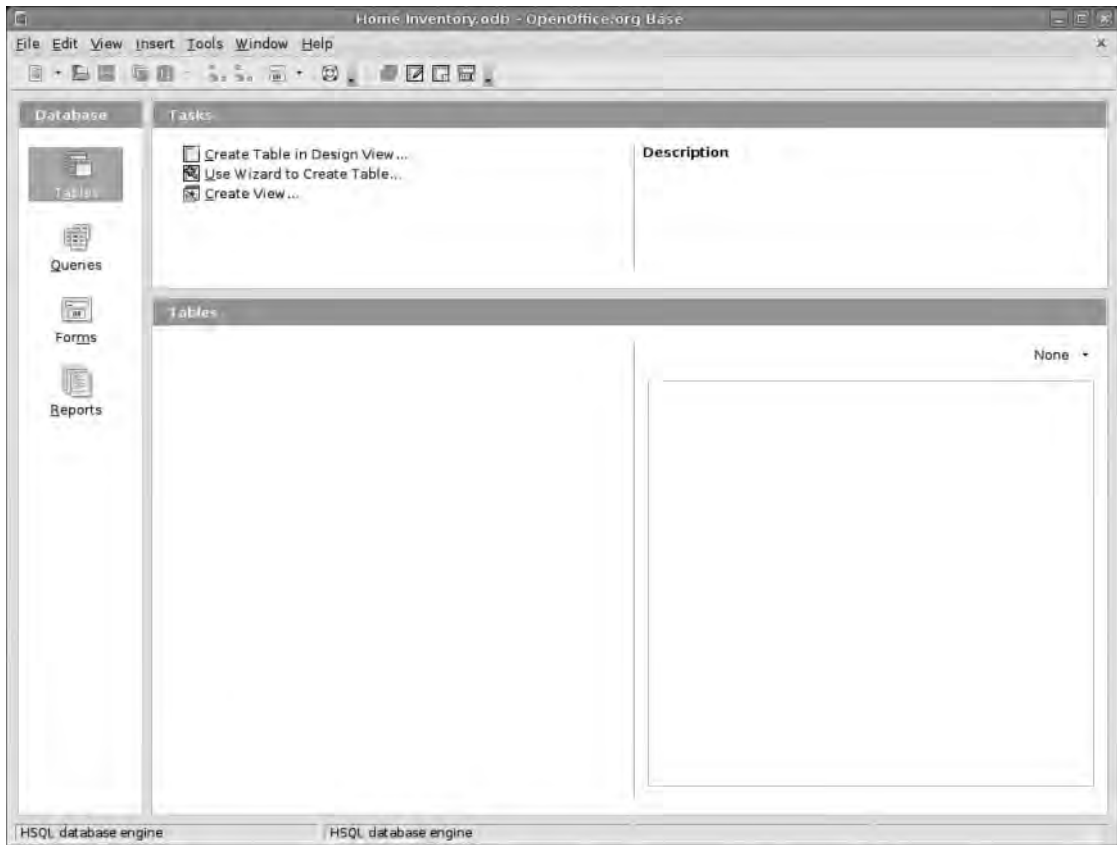 Home Inventory.odb - OpenOffice.org Base
File Edit View Insert Tools Window Help
Database
Tasks
Tables
Queries
Forms
Reports
Create Table in Design View...
Use Wizard to Create Table...
Create View...
Description
Tables
None
HSQL database engine
HSQL database engine